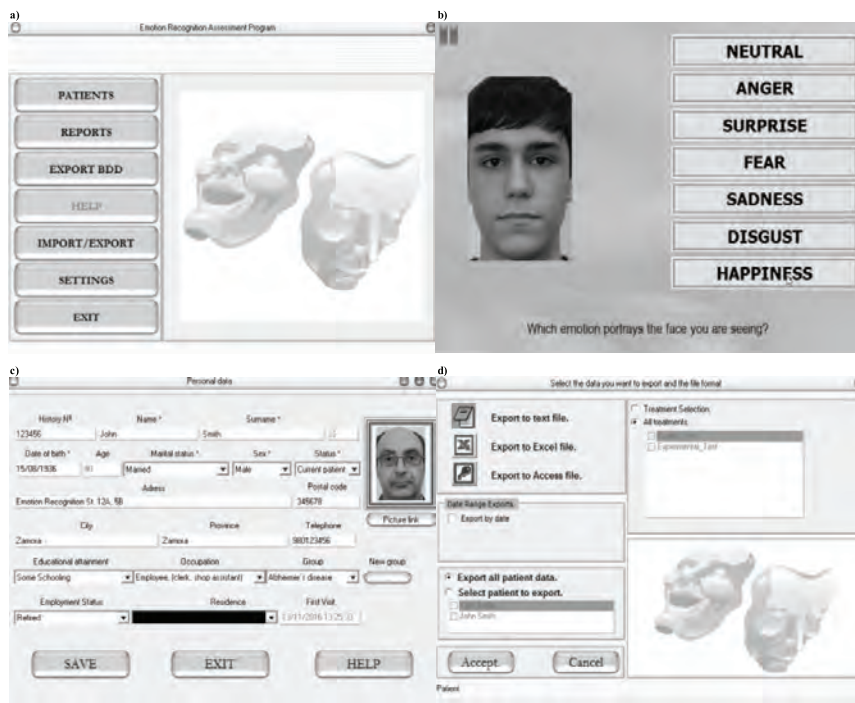 a)
Emotion Recognition Assessment Program
PATIENTS
REPORTS
EXPORT BDD
HELP
IMPORT/EXPORT
SETTINGS
EXIT
b)
NEUTRAL
ANGER
SURPRISE
FEAR
SADNESS
DISGUST
HAPPINESS
Which emotion portrays the face you are seeing?
c)
Personal data
History Nº Name * Surname *
123456 John Smith
Date of birth * Age Marital status * Sex * Status *
15/08/1936 80 Married Male Current patient
Adress Postal code
Emotion Recognition St. 12A, 5B 345678
Picture link
City Province Telephone
Zamora Zamora 980123456
Educational attainment Occupation Group New group
Some Schooling Employee, (clerk, shop assistant) Alzheimer's disease
Employment Status Residence First Visit
Retired
SAVE EXIT HELP
d)
Select the data you want to export and the file format
Export to text file.
Export to Excel file.
Export to Access file.
Treatment Selection
All treatments
Experimental_Test
Date Range Exports
Export by date
Export all patient data.
Select patient to export.
John Smith
Accept Cancel
Patient